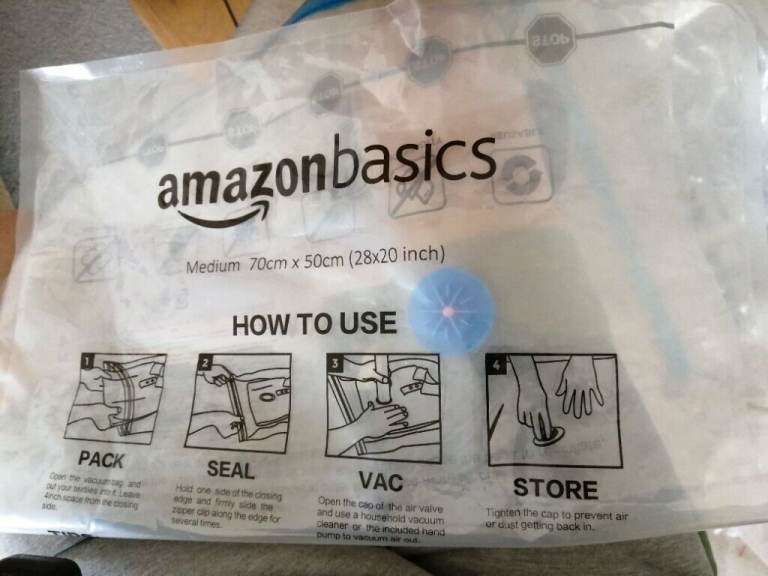 amazonbasics
Medium 70cm x 50cm (28x20 inch)
HOW TO USE
1
2
3
4
PACK
Open the vacuum bag and
put your textiles into it. Leave
4inch space from the closing
side.
SEAL
Hold one side of the closing
edge and firmly slide the
zipper clip along the edge for
several times.
VAC
Open the cap of the air valve
and use a household vacuum
cleaner or the included hand
pump to vacuum air out.
STORE
Tighten the cap to prevent air
or dust getting back in.
STOP
STOP